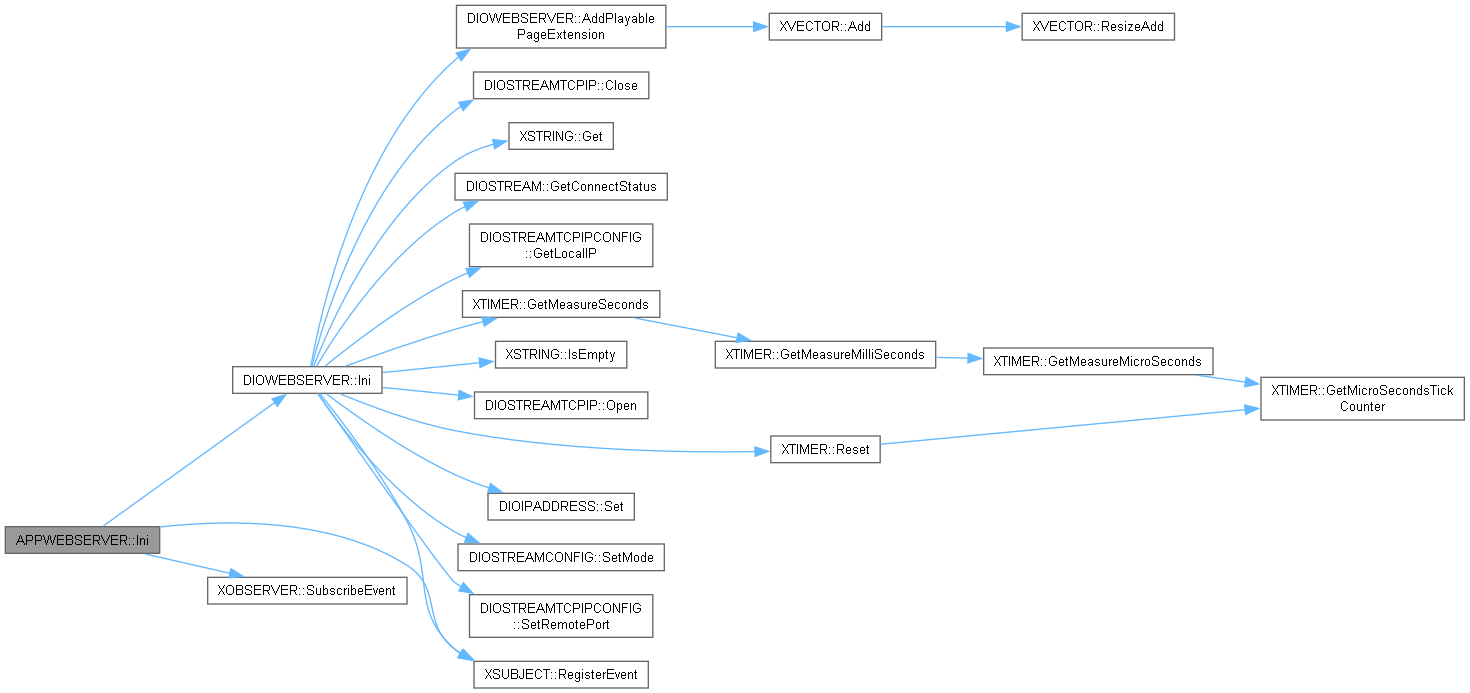 DIOWEBSERVER::AddPlayable
PageExtension
XVECTOR::Add
XVECTOR::ResizeAdd
DIOSTREAMTCPIP::Close
XSTRING::Get
DIOSTREAM::GetConnectStatus
DIOSTREAMTCPIPCONFIG
::GetLocalIP
XTIMER::GetMeasureSeconds
XSTRING::IsEmpty
XTIMER::GetMeasureMilliSeconds
XTIMER::GetMeasureMicroSeconds
DIOWEBSERVER::Ini
XTIMER::GetMicroSecondsTick
Counter
DIOSTREAMTCPIP::Open
XTIMER::Reset
DIOIPADDRESS::Set
APPWEBSERVER::Ini
DIOSTREAMCONFIG::SetMode
XOBSERVER::SubscribeEvent
DIOSTREAMTCPIPCONFIG
::SetRemotePort
XSUBJECT::RegisterEvent